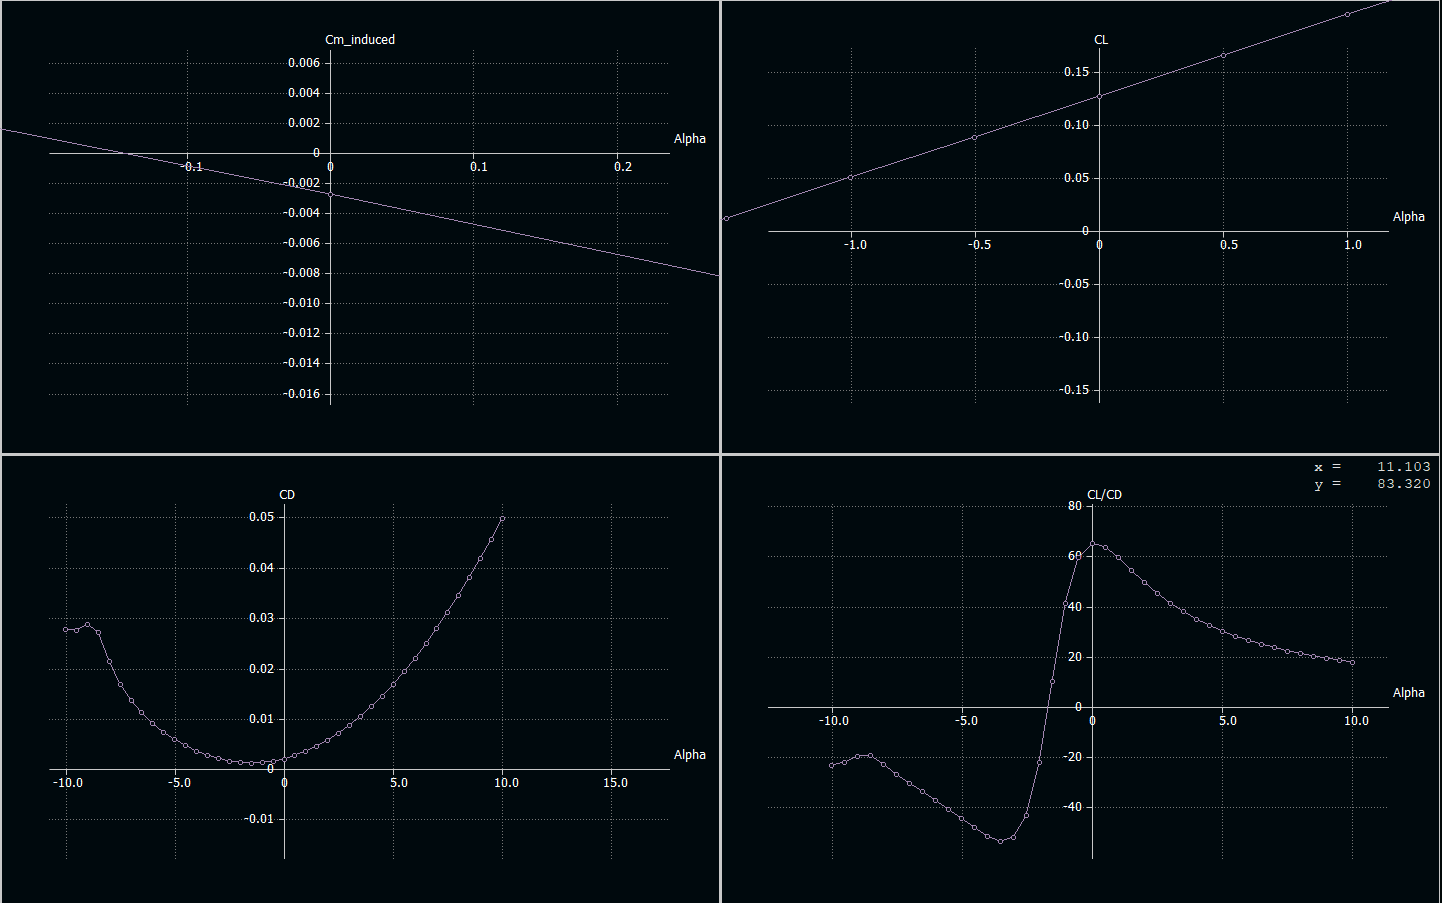 Cm_induced
0.006
0.004
0.002
Alpha
0
-0.1 0 0.1 0.2
-0.002
-0.004
-0.006
-0.008
-0.010
-0.012
-0.014
-0.016
CL
0.15
0.10
0.05
Alpha
0
-1.0 -0.5 0 0.5 1.0
-0.05
-0.10
-0.15
CD
0.05
0.04
0.03
0.02
0.01
Alpha
0
-10.0 -5.0 0 5.0 10.0 15.0
-0.01
x = 11.103
y = 83.320
CL/CD
80
60
40
20
Alpha
0
-10.0 -5.0 0 5.0 10.0
-20
-40